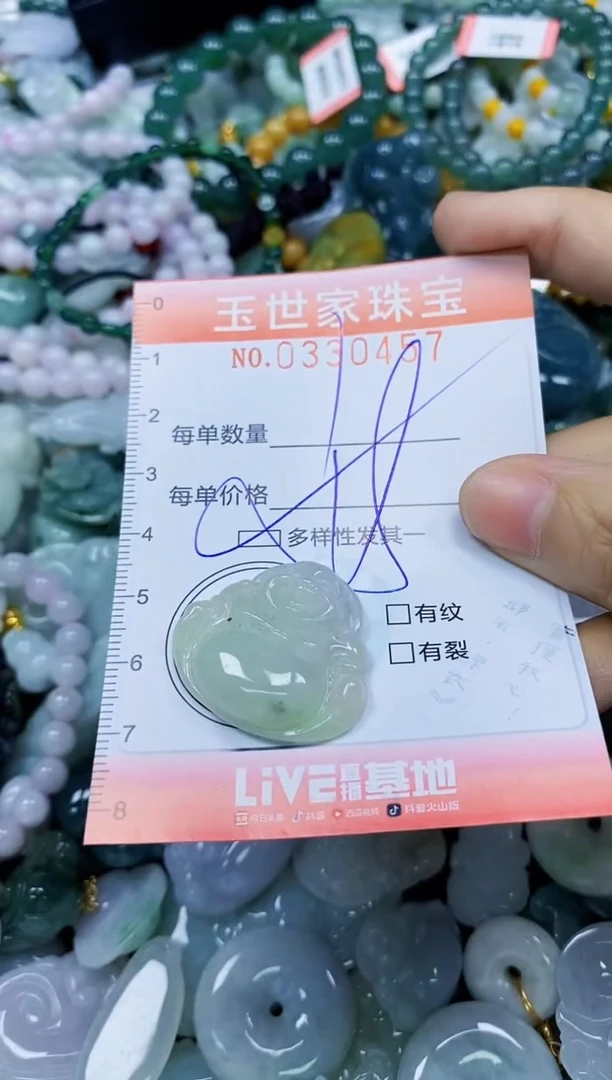 玉世家珠宝
NO.0330457
每单数量
每单价格
多样性发其一
有纹
有裂
LiVE直播基地
今日头条 抖音 西瓜视频 抖音火山版
0
1
2
3
4
5
6
7
8